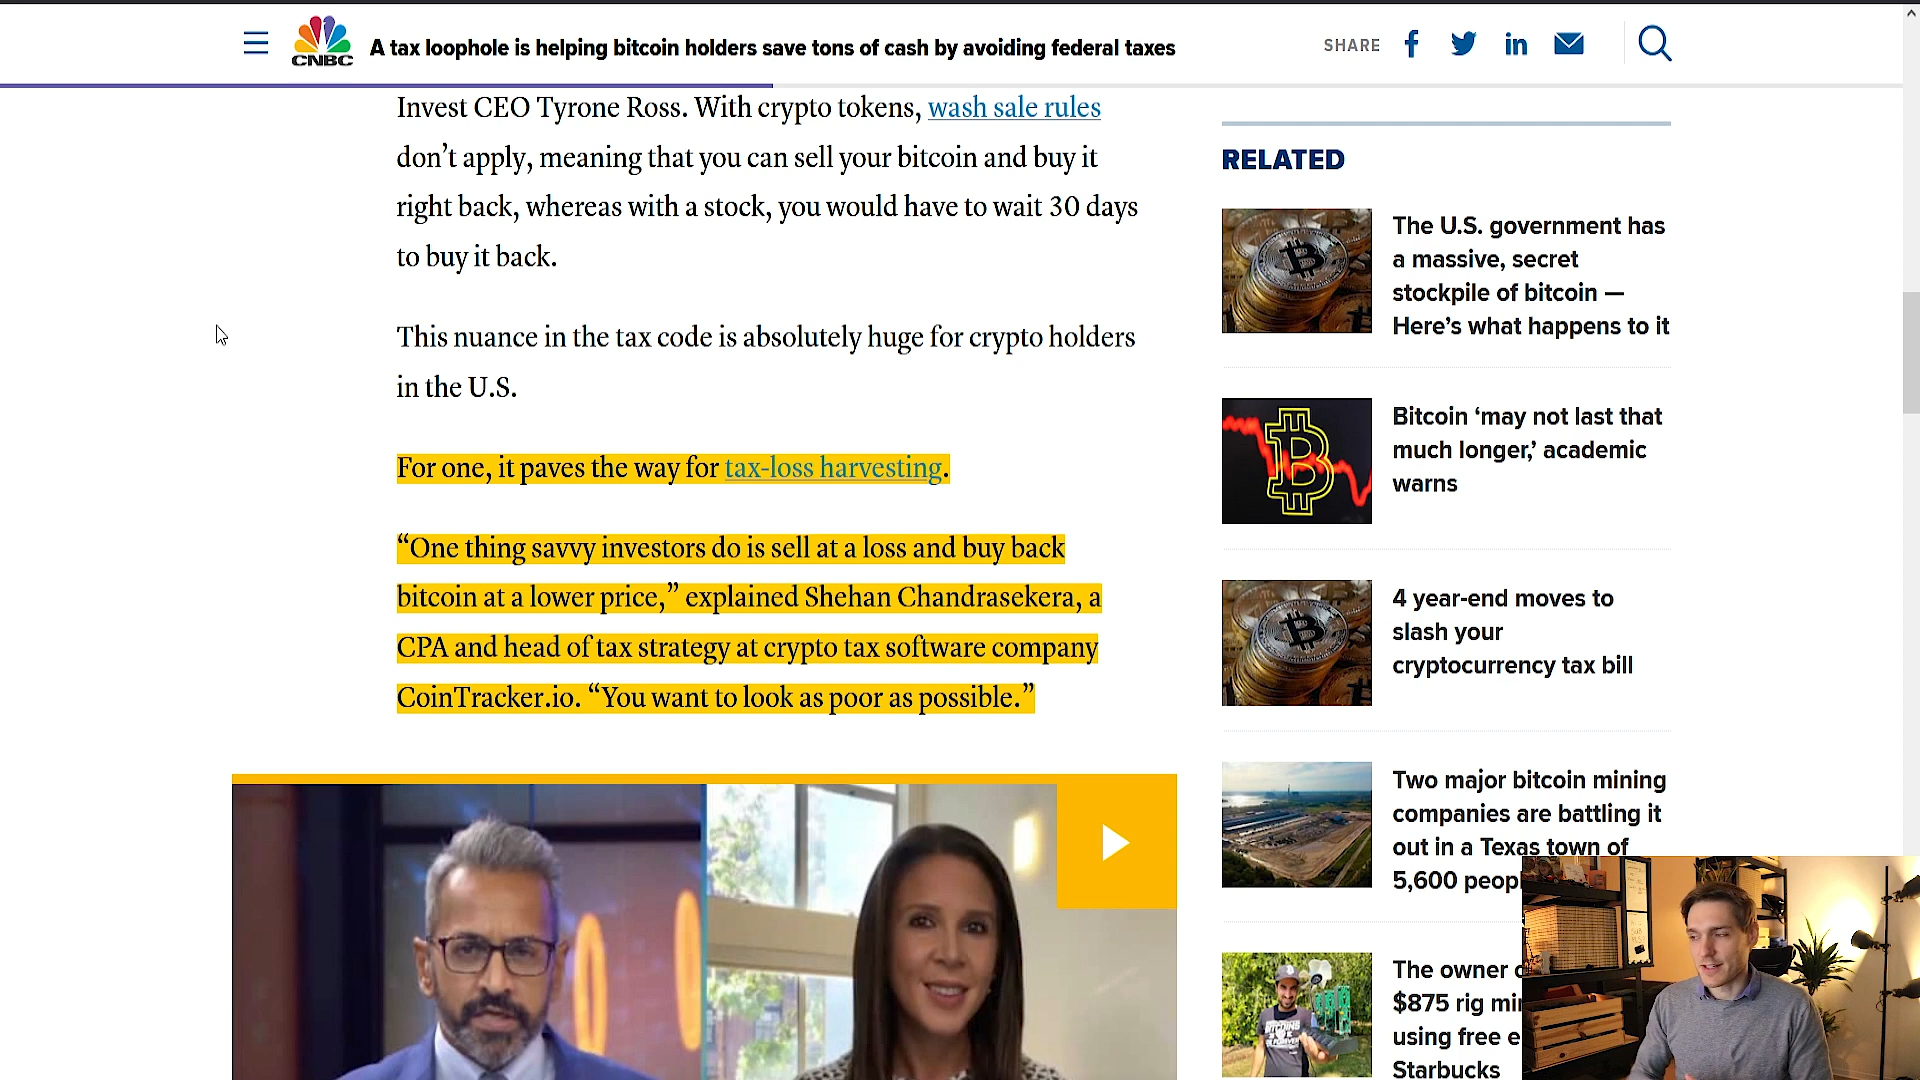 CNBC
A tax loophole is helping bitcoin holders save tons of cash by avoiding federal taxes
SHARE
Invest CEO Tyrone Ross. With crypto tokens, wash sale rules
don’t apply, meaning that you can sell your bitcoin and buy it
right back, whereas with a stock, you would have to wait 30 days
to buy it back.
This nuance in the tax code is absolutely huge for crypto holders
in the U.S.
For one, it paves the way for tax-loss harvesting.
“One thing savvy investors do is sell at a loss and buy back
bitcoin at a lower price,” explained Shehan Chandrasekera, a
CPA and head of tax strategy at crypto tax software company
CoinTracker.io. “You want to look as poor as possible.”
RELATED
The U.S. government has
a massive, secret
stockpile of bitcoin —
Here’s what happens to it
Bitcoin ‘may not last that
much longer,’ academic
warns
4 year-end moves to
slash your
cryptocurrency tax bill
Two major bitcoin mining
companies are battling it
out in a Texas town of
5,600
The owner
$875 rig
using free
Starbucks